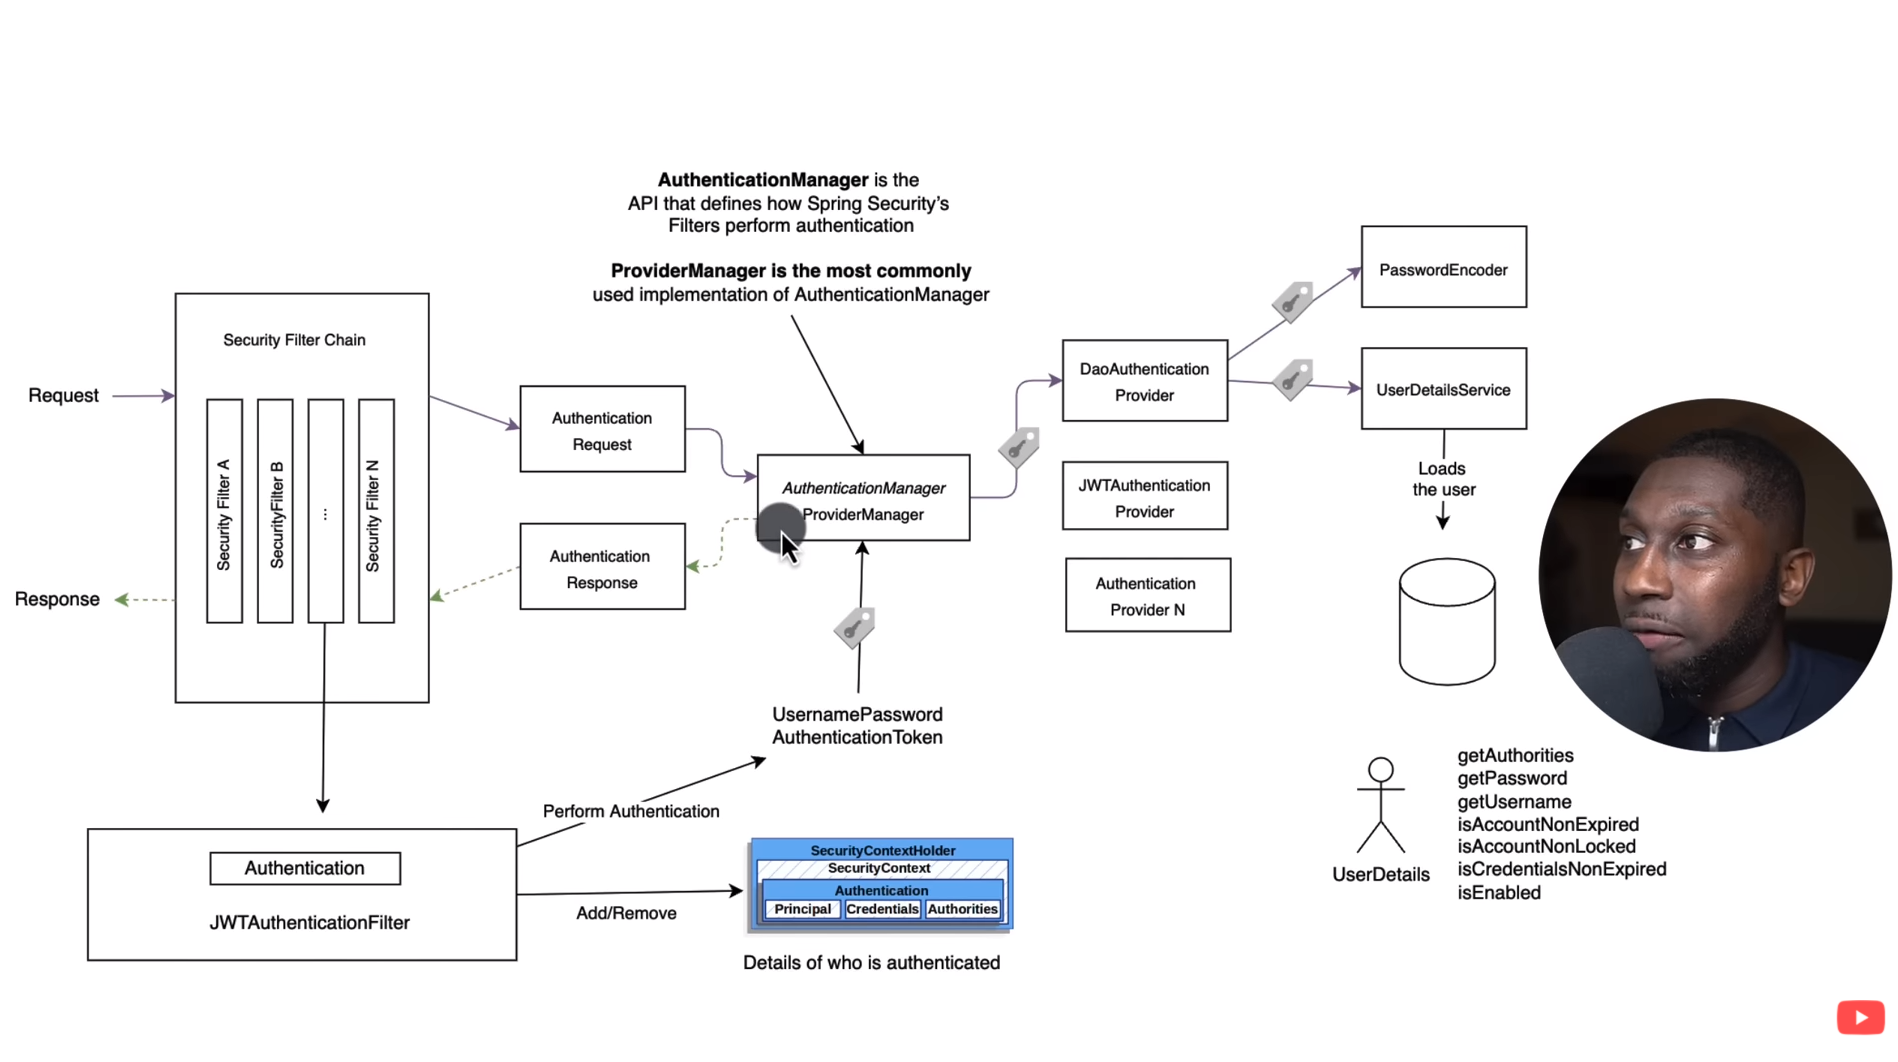 AuthenticationManager is the
API that defines how Spring Security's
Filters perform authentication
ProviderManager is the most commonly
used implementation of AuthenticationManager
Security Filter Chain
Request
Response
Security Filter A
SecurityFilter B
...
Security Filter N
Authentication
Request
Authentication
Response
AuthenticationManager
ProviderManager
DaoAuthentication
Provider
JWTAuthentication
Provider
Authentication
Provider N
PasswordEncoder
UserDetailsService
Loads
the user
UsernamePassword
AuthenticationToken
Perform Authentication
Authentication
JWTAuthenticationFilter
Add/Remove
SecurityContextHolder
SecurityContext
Authentication
Principal
Credentials
Authorities
Details of who is authenticated
UserDetails
getAuthorities
getPassword
getUsername
isAccountNonExpired
isAccountNonLocked
isCredentialsNonExpired
isEnabled